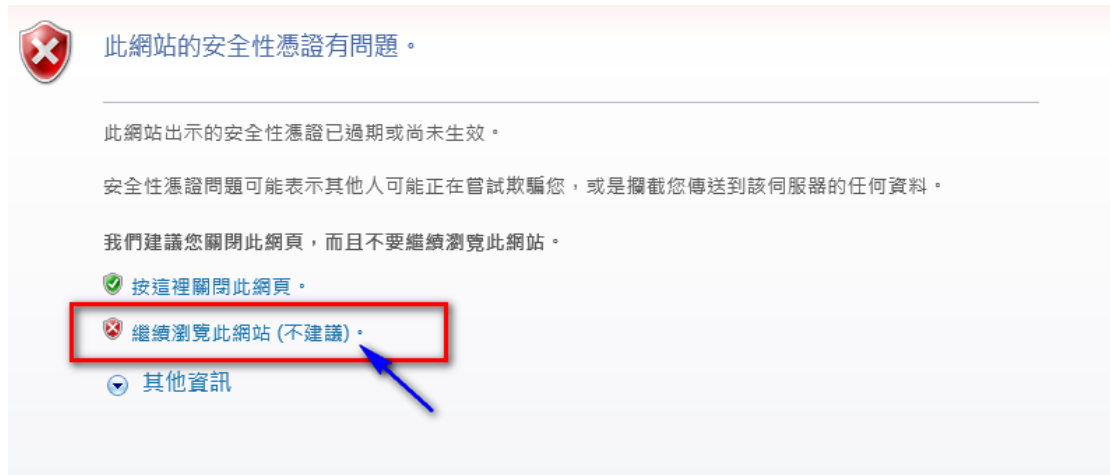 此網站的安全性憑證有問題。
此網站出示的安全性憑證已過期或尚未生效。
安全性憑證問題可能表示其他人可能正在嘗試欺騙您，或是攔截您傳送到該伺服器的任何資料。
我們建議您關閉此網頁，而且不要繼續瀏覽此網站。
按這裡關閉此網頁。
繼續瀏覽此網站 (不建議)。
其他資訊